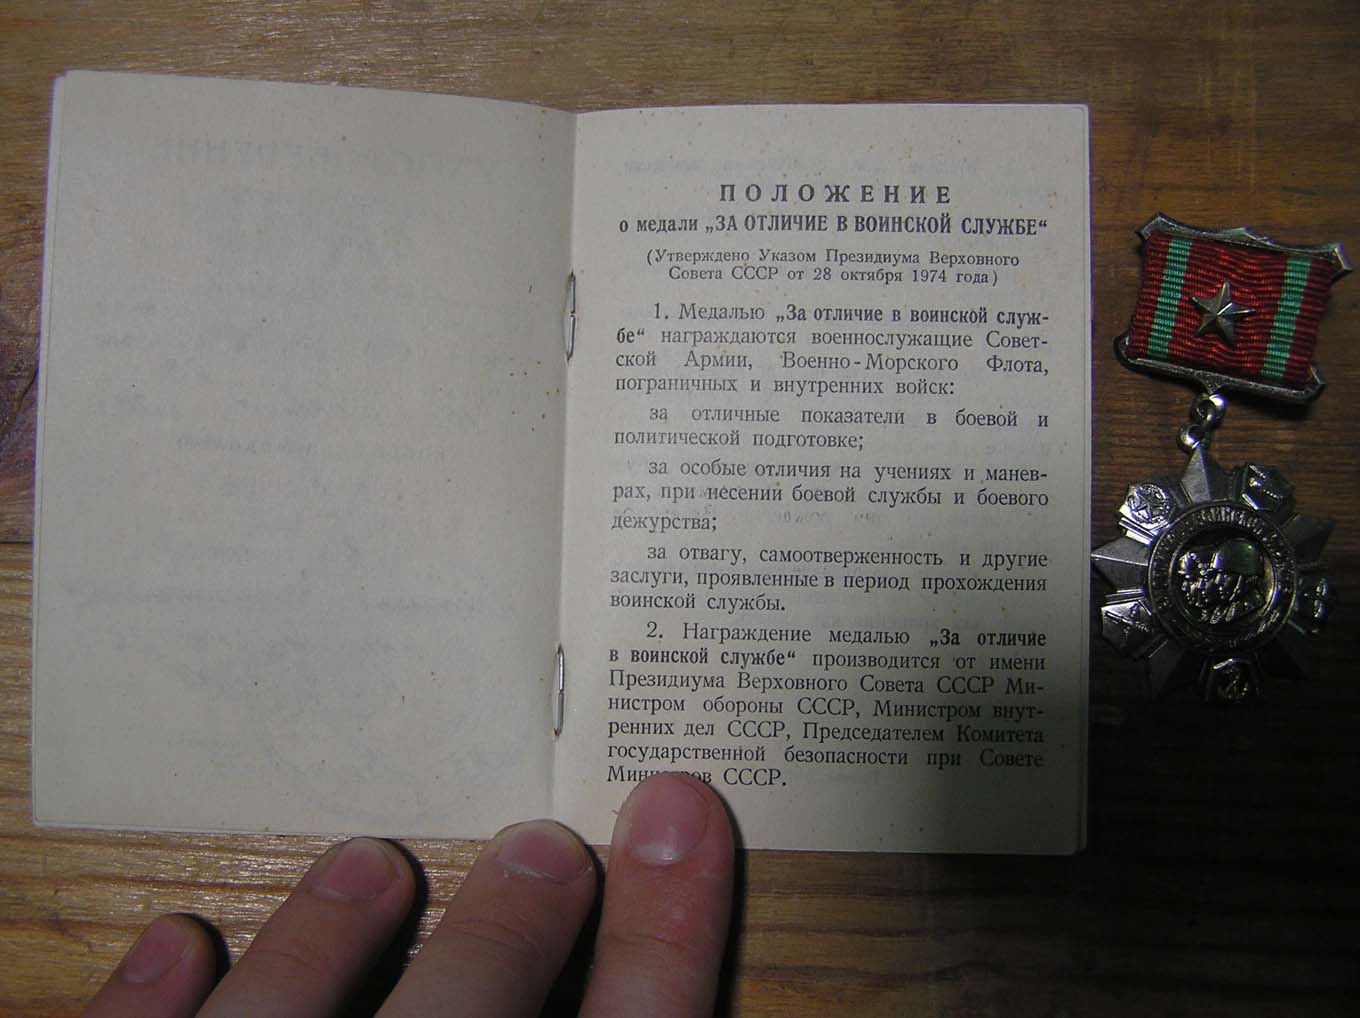 ПОЛОЖЕНИЕ
о медали „ЗА ОТЛИЧИЕ В ВОИНСКОЙ СЛУЖБЕ“
(Утверждено Указом Президиума Верховного
Совета СССР от 28 октября 1974 года)
1. Медалью „За отличие в воинской служ-
бе“ награждаются военнослужащие Совет-
ской Армии, Военно-Морского Флота,
пограничных и внутренних войск:
за отличные показатели в боевой и
политической подготовке;
за особые отличия на учениях и манев-
рах, при несении боевой службы и боевого
дежурства;
за отвагу, самоотверженность и другие
заслуги, проявленные в период прохождения
воинской службы.
2. Награждение медалью „За отличие
в воинской службе“ производится от имени
Президиума Верховного Совета СССР Ми-
нистром обороны СССР, Министром внут-
ренних дел СССР, Председателем Комитета
государственной безопасности при Совете
Министров СССР.